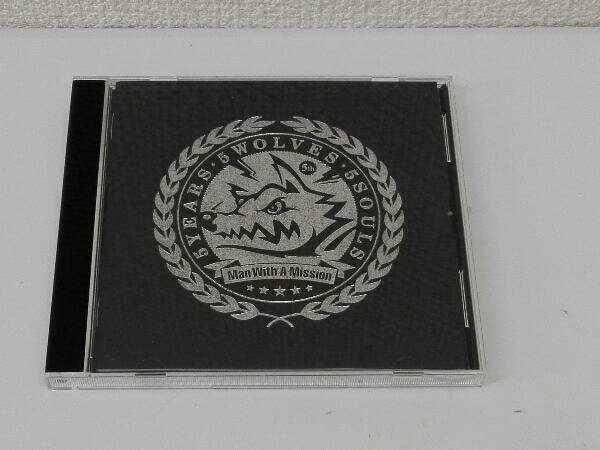 5YEARS・5WOLVES・5SOULS
5th
Man With A Mission